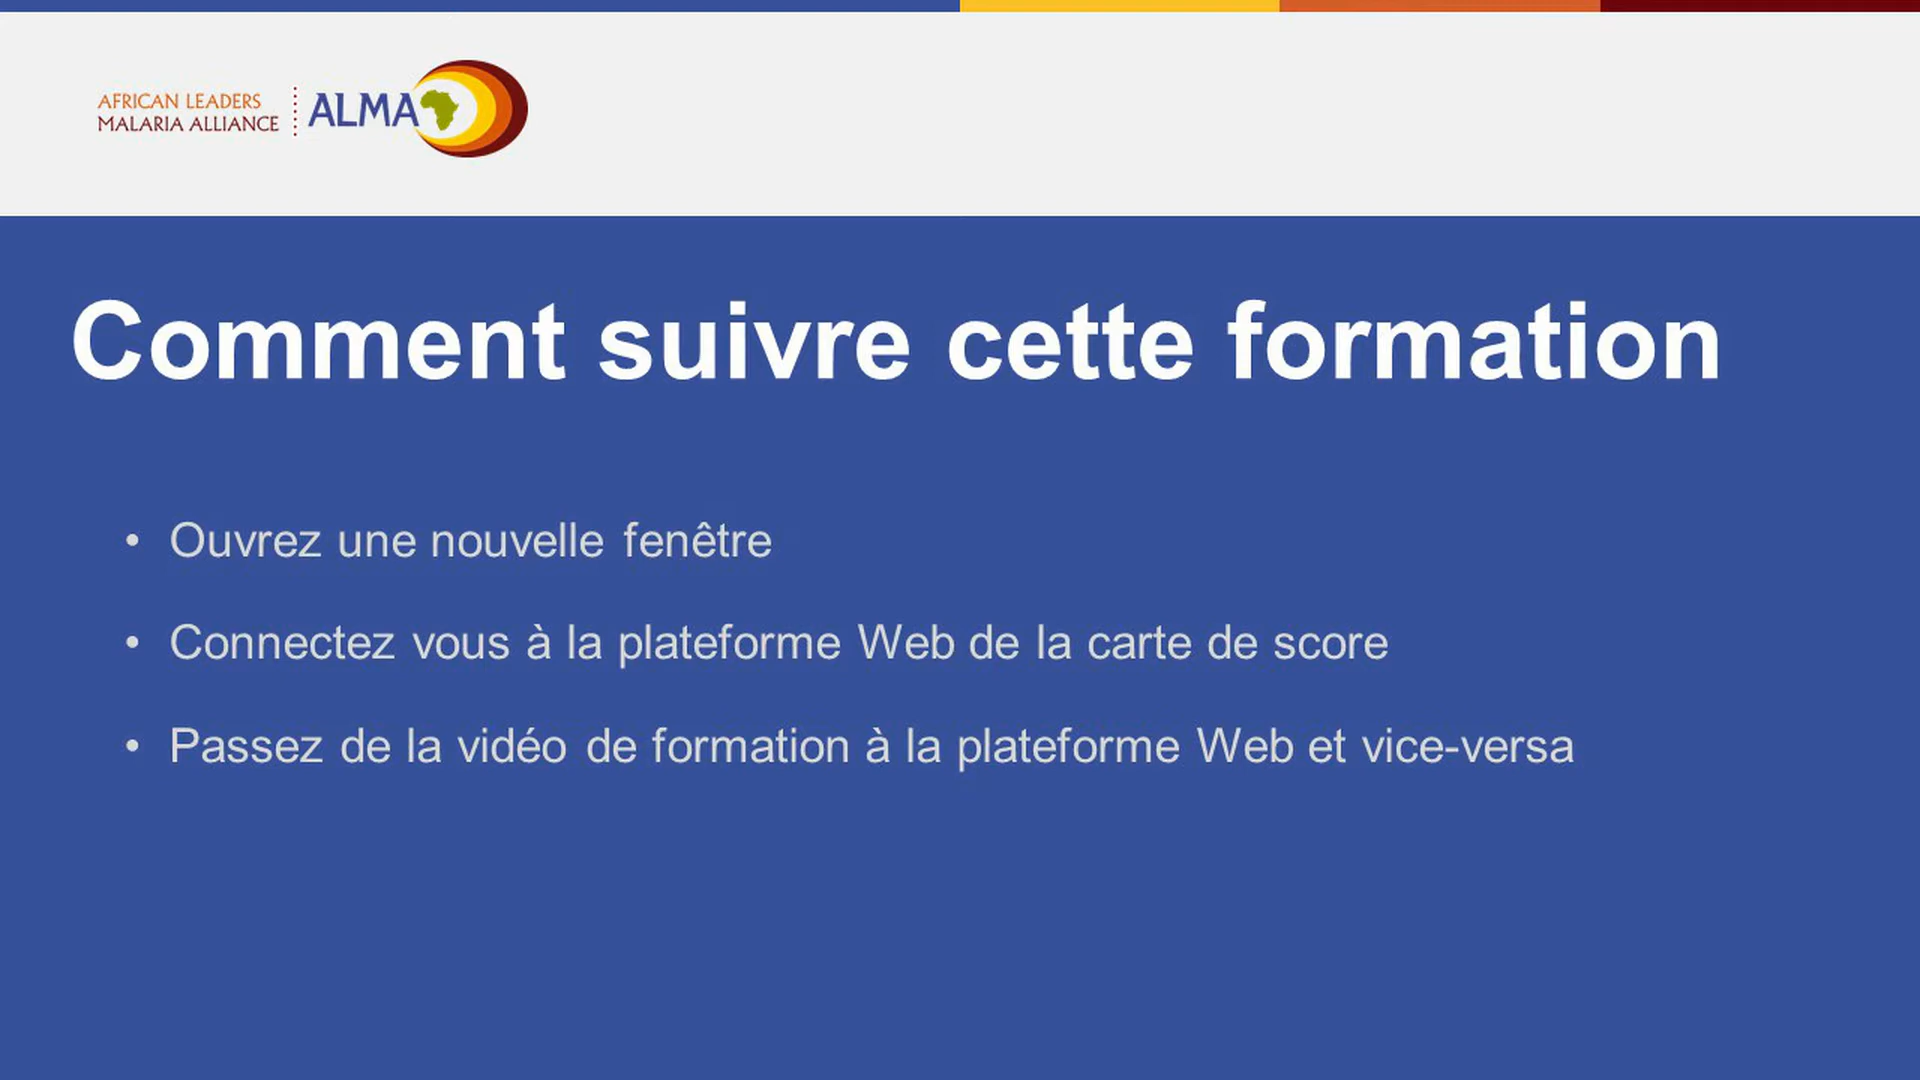 AFRICAN LEADERS
MALARIA ALLIANCE
ALMA
Comment suivre cette formation
• Ouvrez une nouvelle fenêtre
• Connectez vous à la plateforme Web de la carte de score
• Passez de la vidéo de formation à la plateforme Web et vice-versa